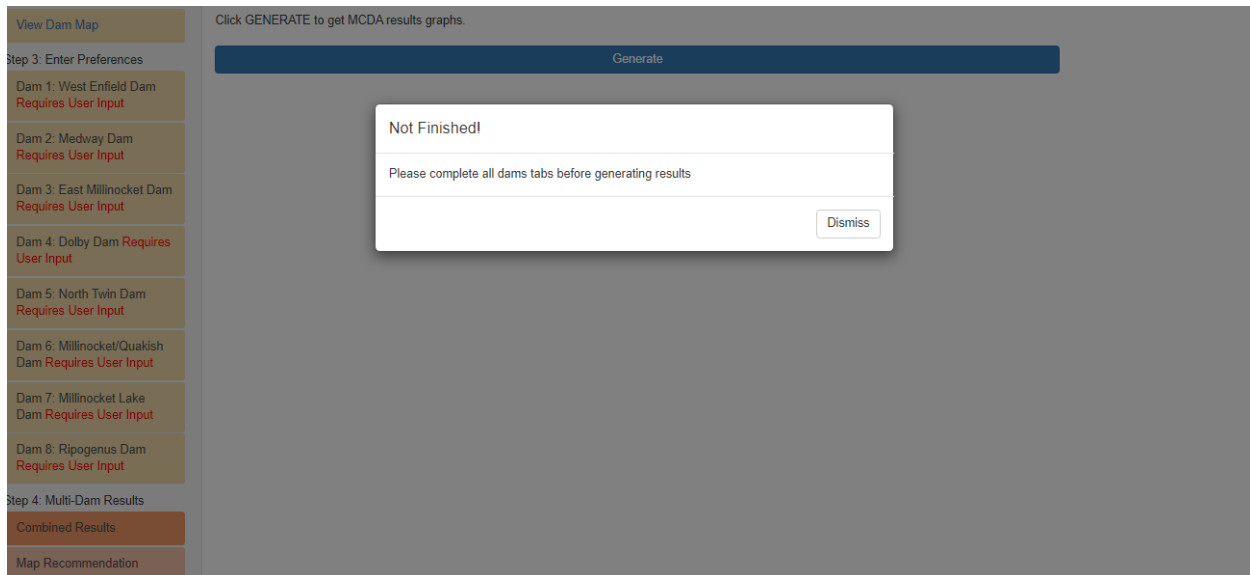 View Dam Map
Step 3: Enter Preferences
Dam 1: West Enfield Dam
Requires User Input
Dam 2: Medway Dam
Requires User Input
Dam 3: East Millinocket Dam
Requires User Input
Dam 4: Dolby Dam Requires
User Input
Dam 5: North Twin Dam
Requires User Input
Dam 6: Millinocket/Quakish
Dam Requires User Input
Dam 7: Millinocket Lake
Dam Requires User Input
Dam 8: Ripogenus Dam
Requires User Input
Step 4: Multi-Dam Results
Combined Results
Map Recommendation
Click GENERATE to get MCDA results graphs.
Generate
Not Finished!
Please complete all dams tabs before generating results
Dismiss